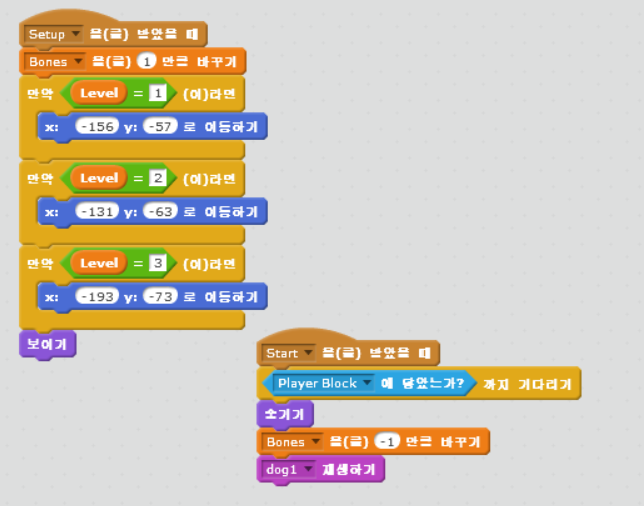 Setup 을(를) 받았을 때
Bones 을(를) 1 만큼 바꾸기
만약 Level = 1 (이)라면
x: -156 y: -57 로 이동하기
만약 Level = 2 (이)라면
x: -131 y: -63 로 이동하기
만약 Level = 3 (이)라면
x: -193 y: -73 로 이동하기
보이기
Start 을(를) 받았을 때
Player Block 에 닿았는가? 까지 기다리기
숨기기
Bones 을(를) -1 만큼 바꾸기
dog1 재생하기